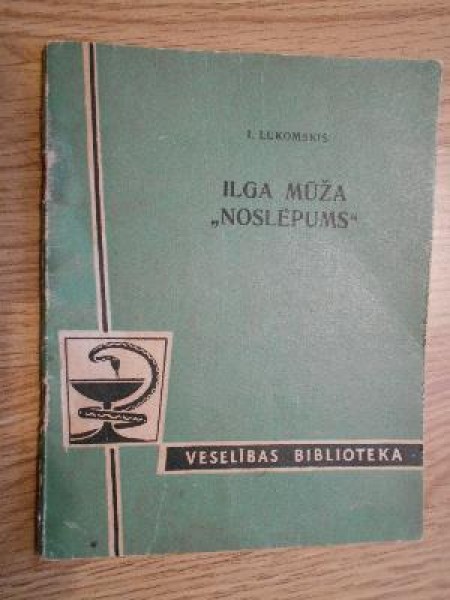 I. LUKOMSKIS
ILGA MŪŽA
„NOSLĒPUMS“
VESELĪBAS BIBLIOTEKA